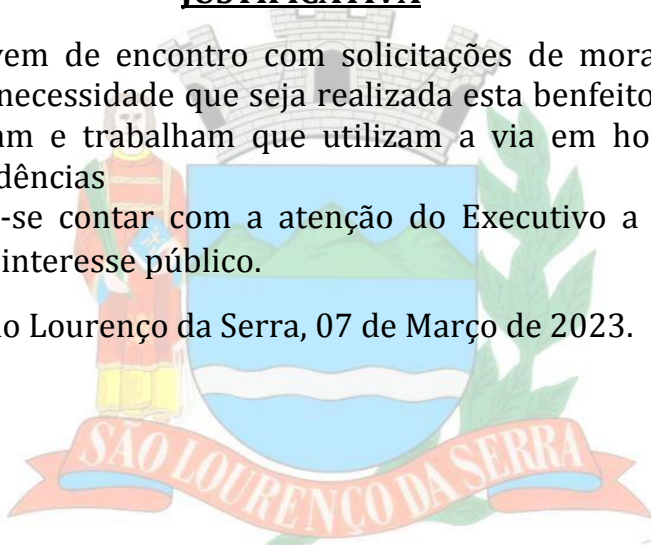 JUSTIFICATIVA
vem de encontro com solicitações de mora
necessidade que seja realizada esta benfeito
am e trabalham que utilizam a via em ho
dências
-se contar com a atenção do Executivo a
interesse público.
o Lourenço da Serra, 07 de Março de 2023.
SÃO LOURENÇO DA SERRA